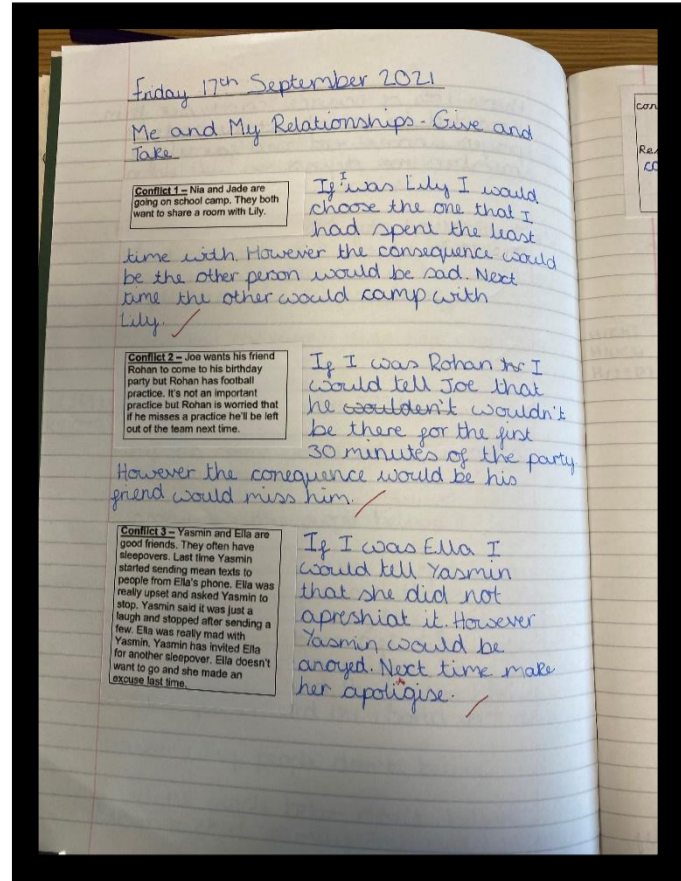 Friday 17th September 2021
Me and My Relationships - Give and
Take
Conflict 1 – Nia and Jade are
going on school camp. They both
want to share a room with Lily.
If I was Lily I would
choose the one that I
had spent the least
time with. However the consequence would
be the other person would be sad. Next
time the other would camp with
Lily.
Conflict 2 – Joe wants his friend
Rohan to come to his birthday
party but Rohan has football
practice. It's not an important
practice but Rohan is worried that
if he misses a practice he'll be left
out of the team next time.
If I was Rohan I
would tell Joe that
he woulden't wouldn't
be there for the first
30 minutes of the party
However the conequence would be his
friend would miss him.
Conflict 3 – Yasmin and Ella are
good friends. They often have
sleepovers. Last time Yasmin
started sending mean texts to
people from Ella's phone. Ella was
really upset and asked Yasmin to
stop. Yasmin said it was just a
laugh and stopped after sending a
few. Ella was really mad with
Yasmin. Yasmin has invited Ella
for another sleepover. Ella doesn't
want to go and she made an
excuse last time.
If I was Ella I
would tell Yasmin
that she did not
apreshiat it. However
Yasmin would be
anoyed. Next time make
her apoligise.
con